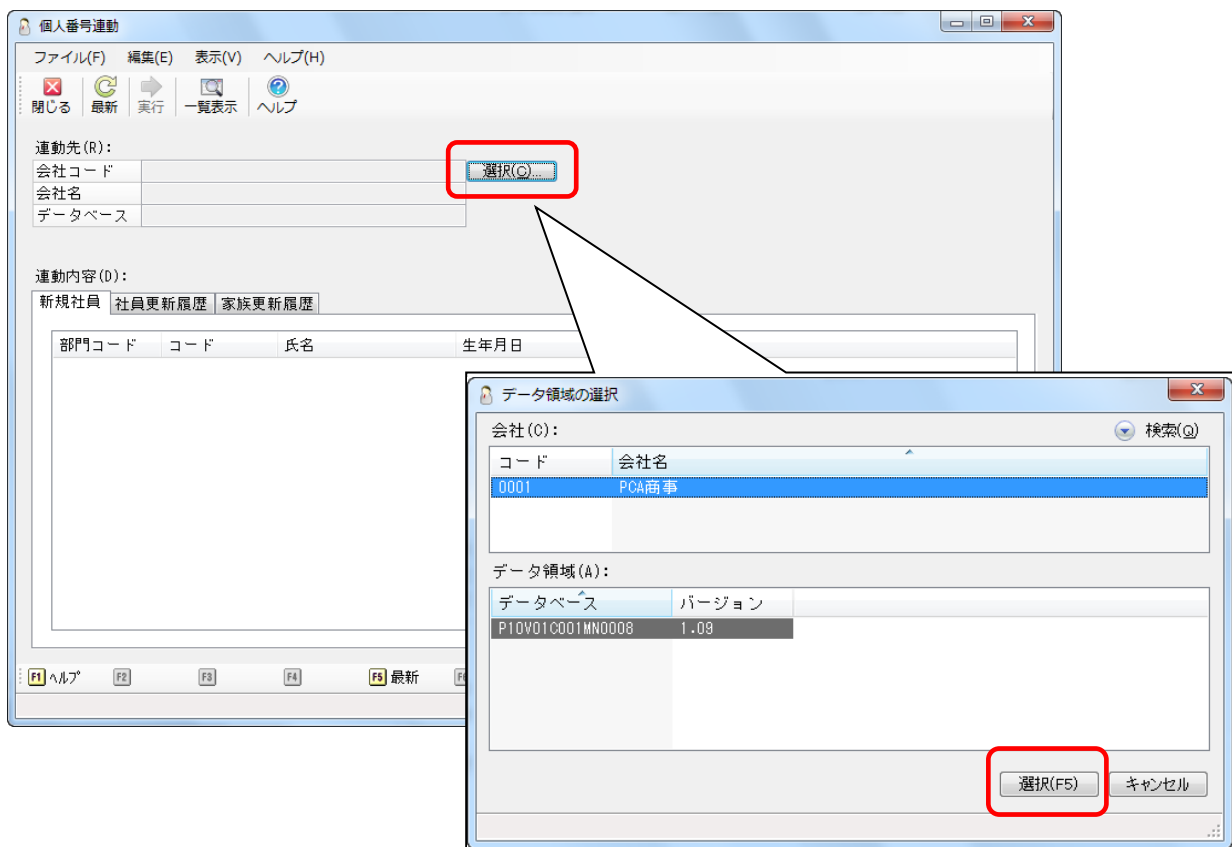 個人番号連動
ファイル(F) 編集(E) 表示(V) ヘルプ(H)
閉じる 最新 実行 一覧表示 ヘルプ
連動先(R):
会社コード 選択(C)...
会社名
データベース
連動内容(D):
新規社員 社員更新履歴 家族更新履歴
部門コード コード 氏名 生年月日
F1 ヘルプ F2 F3 F4 F5 最新
データ領域の選択
会社(C): 検索(Q)
コード 会社名
0001 PCA商事
データ領域(A):
データベース バージョン
P10V01C001MN0008 1.09
選択(F5) キャンセル